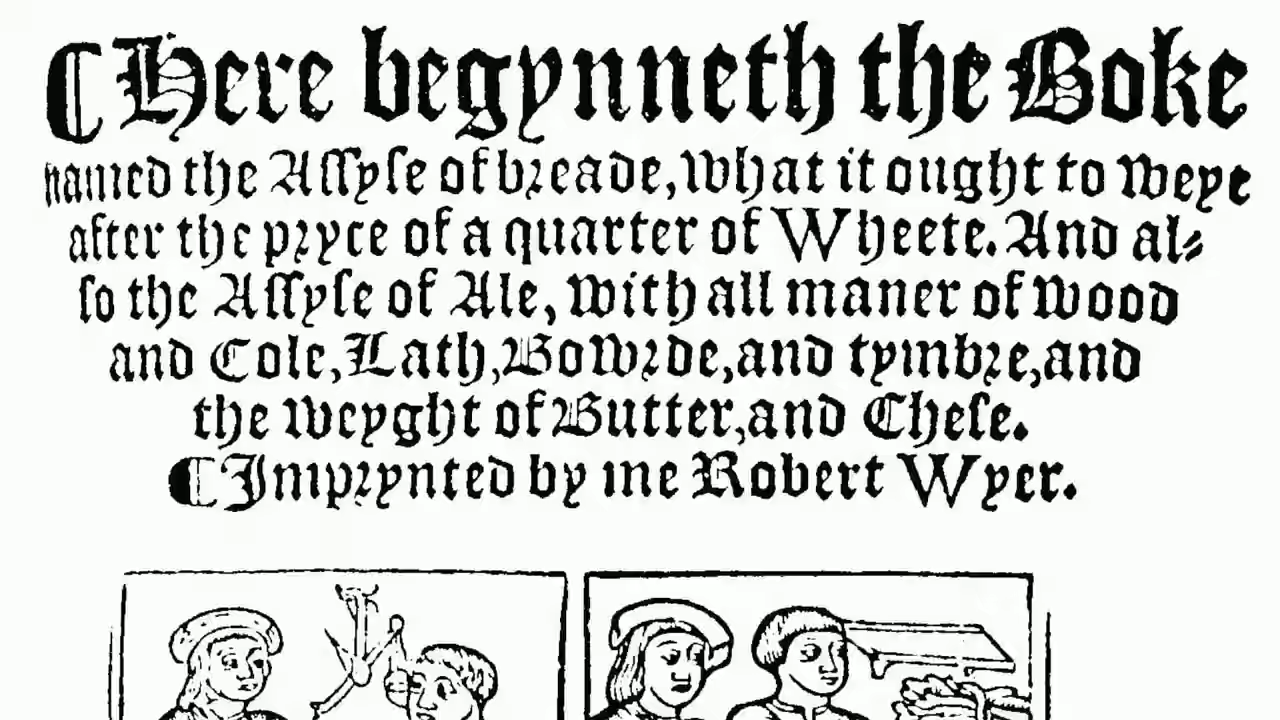 ¶Here begynneth the Boke
named the Aſſyſe of breade, what it ought to weye
after the pryce of a quarter of Wheete. And al⸗
ſo the Aſſyſe of Ale, with all maner of wood
and Cole, Lath, Bowrde, and tymbre, and
the weyght of Butter, and Cheſe.
¶Imprynted by me Robert Wyer.